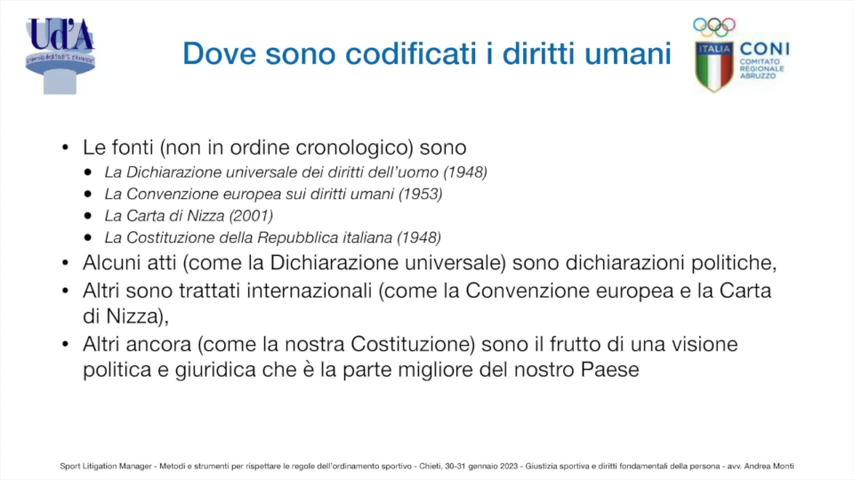 Ud'A
Dove sono codificati i diritti umani
ITALIA
CONI
COMITATO
REGIONALE
ABRUZZO
• Le fonti (non in ordine cronologico) sono
• La Dichiarazione universale dei diritti dell'uomo (1948)
• La Convenzione europea sui diritti umani (1953)
• La Carta di Nizza (2001)
• La Costituzione della Repubblica italiana (1948)
• Alcuni atti (come la Dichiarazione universale) sono dichiarazioni politiche,
• Altri sono trattati internazionali (come la Convenzione europea e la Carta
di Nizza),
• Altri ancora (come la nostra Costituzione) sono il frutto di una visione
politica e giuridica che è la parte migliore del nostro Paese
Sport Litigation Manager - Metodi e strumenti per rispettare le regole dell'ordinamento sportivo - Chieti, 30-31 gennaio 2023 - Giustizia sportiva e diritti fondamentali della persona - avv. Andrea Monti